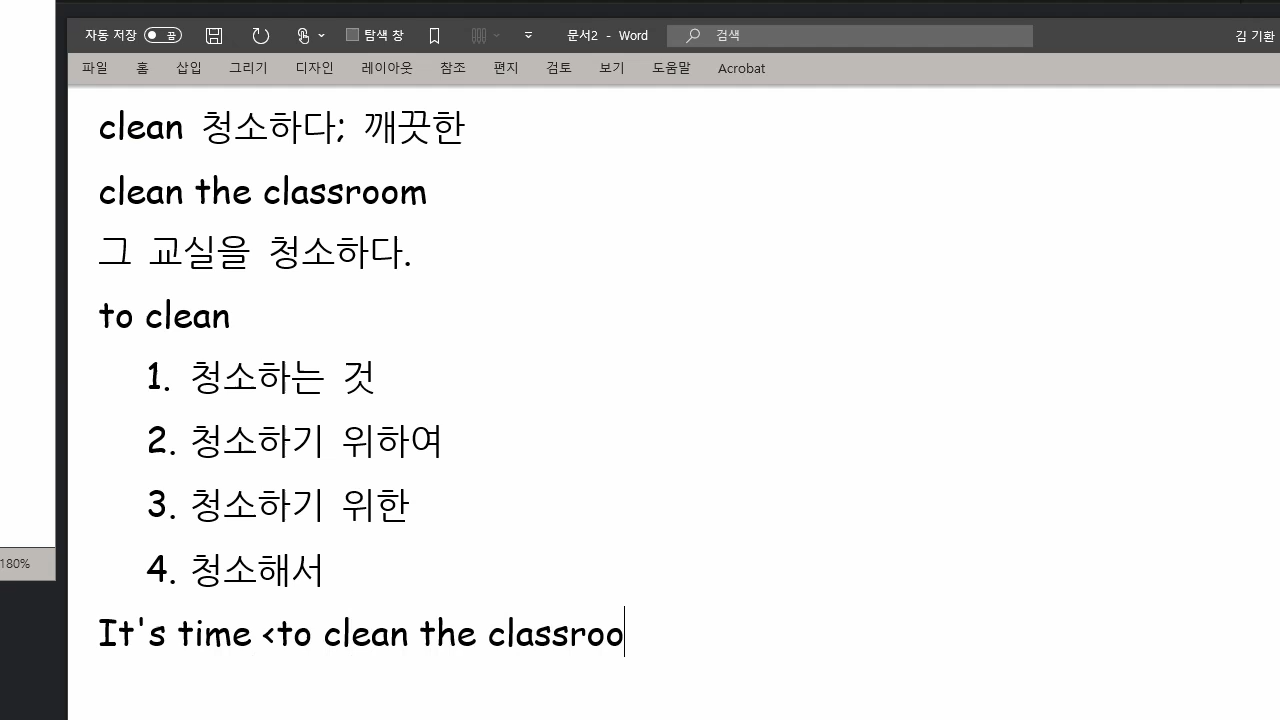 자동 저장 끔 탐색 창 문서2 - Word 검색 김 기환
파일 홈 삽입 그리기 디자인 레이아웃 참조 편지 검토 보기 도움말 Acrobat
clean 청소하다; 깨끗한
clean the classroom
그 교실을 청소하다.
to clean
1. 청소하는 것
2. 청소하기 위하여
3. 청소하기 위한
4. 청소해서
It's time <to clean the classroo
180%